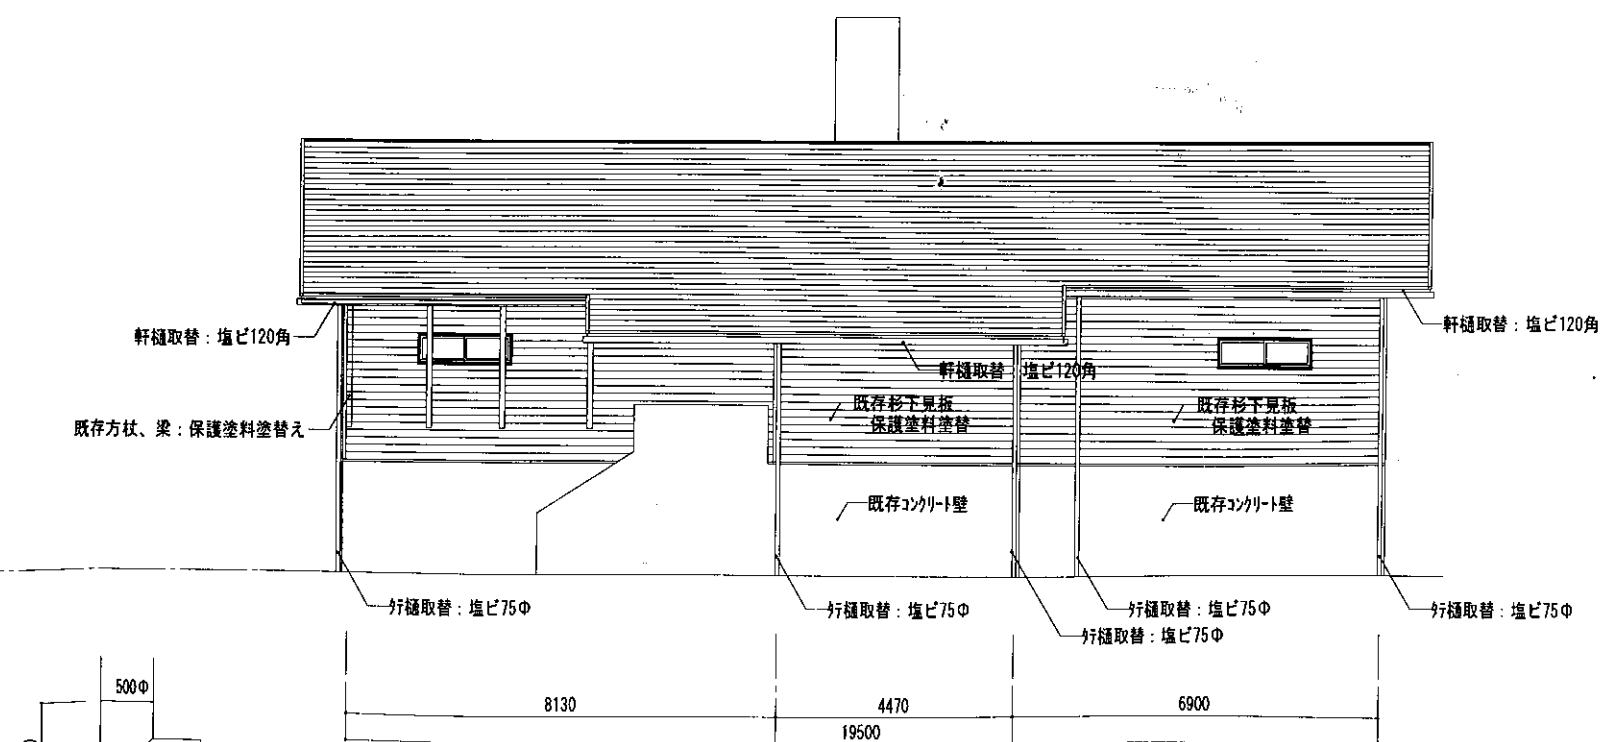 軒樋取替：塩ビ120角
軒樋取替：塩ビ120角
軒樋取替：塩ビ120角
既存方杖、梁：保護塗料塗替え
既存杉下見板
保護塗料塗替
既存杉下見板
保護塗料塗替
既存コンクリート壁
既存コンクリート壁
タテ樋取替：塩ビ75Φ
タテ樋取替：塩ビ75Φ
タテ樋取替：塩ビ75Φ
タテ樋取替：塩ビ75Φ
タテ樋取替：塩ビ75Φ
500Φ
8130
4470
6900
19500